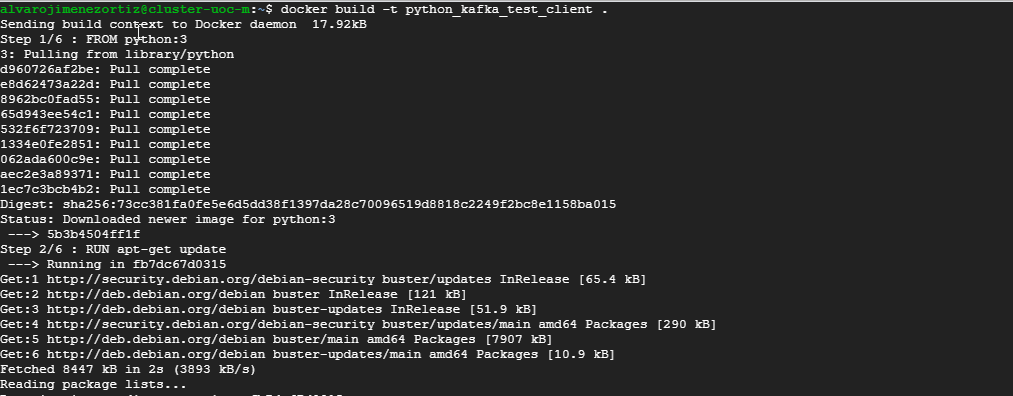 alvarojimenezortiz@cluster-uoc-m:~$ docker build -t python_kafka_test_client .
Sending build context to Docker daemon  17.92kB
Step 1/6 : FROM python:3
3: Pulling from library/python
d960726af2be: Pull complete
e8d62473a22d: Pull complete
8962bc0fad55: Pull complete
65d943ee54c1: Pull complete
532f6f723709: Pull complete
1334e0fe2851: Pull complete
062ada600c9e: Pull complete
aec2e3a89371: Pull complete
1ec7c3bcb4b2: Pull complete
Digest: sha256:73cc381fa0fe5e6d5dd38f1397da28c70096519d8818c2249f2bc8e1158ba015
Status: Downloaded newer image for python:3
 ---> 5b3b4504ff1f
Step 2/6 : RUN apt-get update
 ---> Running in fb7dc67d0315
Get:1 http://security.debian.org/debian-security buster/updates InRelease [65.4 kB]
Get:2 http://deb.debian.org/debian buster InRelease [121 kB]
Get:3 http://deb.debian.org/debian buster-updates InRelease [51.9 kB]
Get:4 http://security.debian.org/debian-security buster/updates/main amd64 Packages [290 kB]
Get:5 http://deb.debian.org/debian buster/main amd64 Packages [7907 kB]
Get:6 http://deb.debian.org/debian buster-updates/main amd64 Packages [10.9 kB]
Fetched 8447 kB in 2s (3893 kB/s)
Reading package lists...